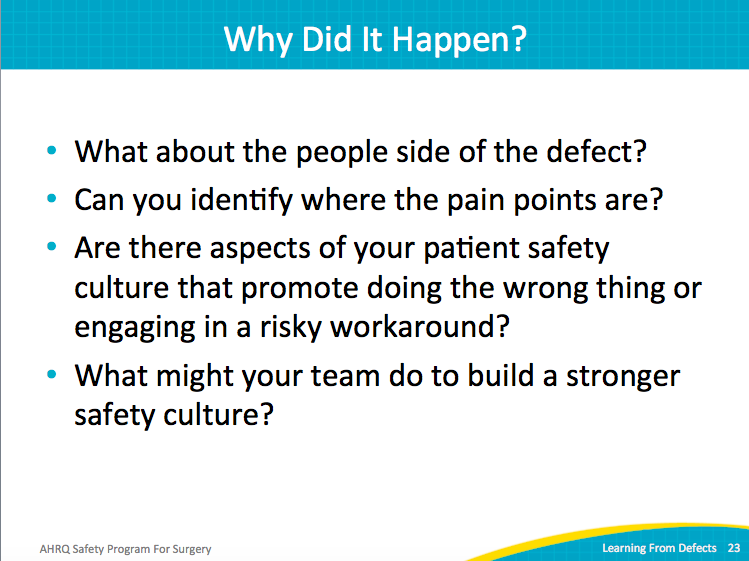 Why Did It Happen?
• What about the people side of the defect?
• Can you identify where the pain points are?
• Are there aspects of your patient safety
culture that promote doing the wrong thing or
engaging in a risky workaround?
• What might your team do to build a stronger
safety culture?
AHRQ Safety Program For Surgery
Learning From Defects 23